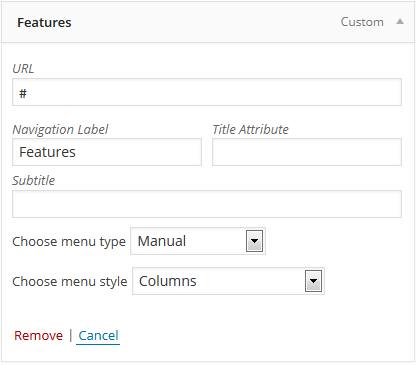 Features Custom
URL
#
Navigation Label Title Attribute
Features
Subtitle
Choose menu type Manual
Choose menu style Columns
Remove | Cancel